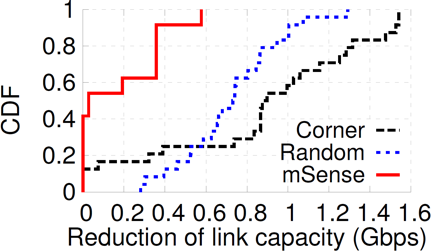 1
0.8
0.6
0.4
0.2
0
CDF
Corner
Random
mSense
0 0.2 0.4 0.6 0.8 1 1.2 1.4 1.6
Reduction of link capacity (Gbps)